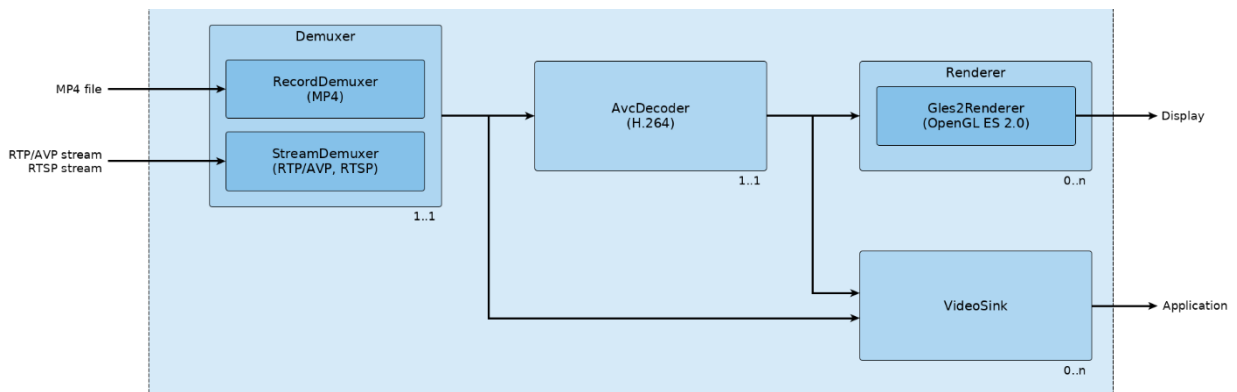 Demuxer
RecordDemuxer
(MP4)
MP4 file
StreamDemuxer
(RTP/AVP, RTSP)
RTP/AVP stream
RTSP stream
1..1
AvcDecoder
(H.264)
1..1
Renderer
Gles2Renderer
(OpenGL ES 2.0)
Display
0..n
VideoSink
Application
0..n